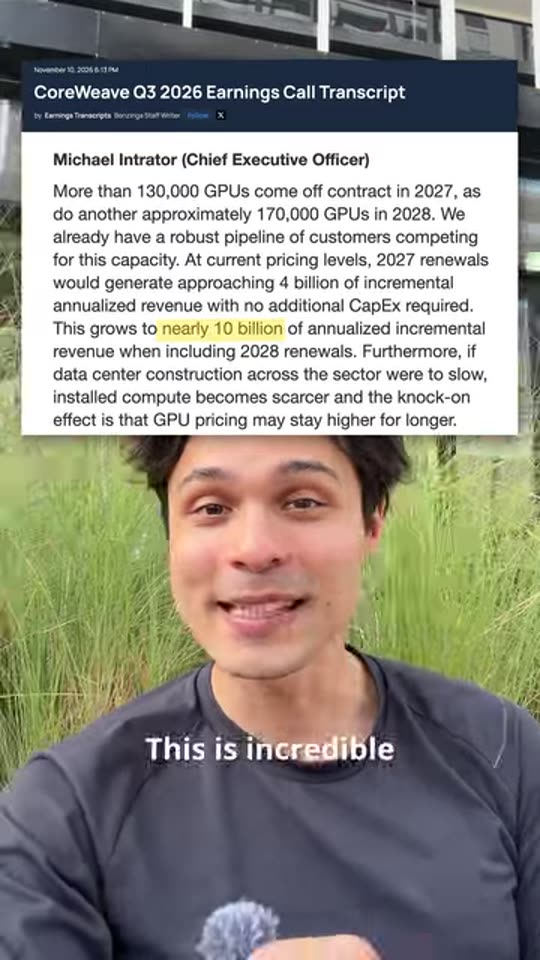 November 10, 2026 6:13 PM
CoreWeave Q3 2026 Earnings Call Transcript
by Earnings Transcripts Benzinga Staff Writer Follow X
Michael Intrator (Chief Executive Officer)
More than 130,000 GPUs come off contract in 2027, as
do another approximately 170,000 GPUs in 2028. We
already have a robust pipeline of customers competing
for this capacity. At current pricing levels, 2027 renewals
would generate approaching 4 billion of incremental
annualized revenue with no additional CapEx required.
This grows to nearly 10 billion of annualized incremental
revenue when including 2028 renewals. Furthermore, if
data center construction across the sector were to slow,
installed compute becomes scarcer and the knock-on
effect is that GPU pricing may stay higher for longer.
This is incredible